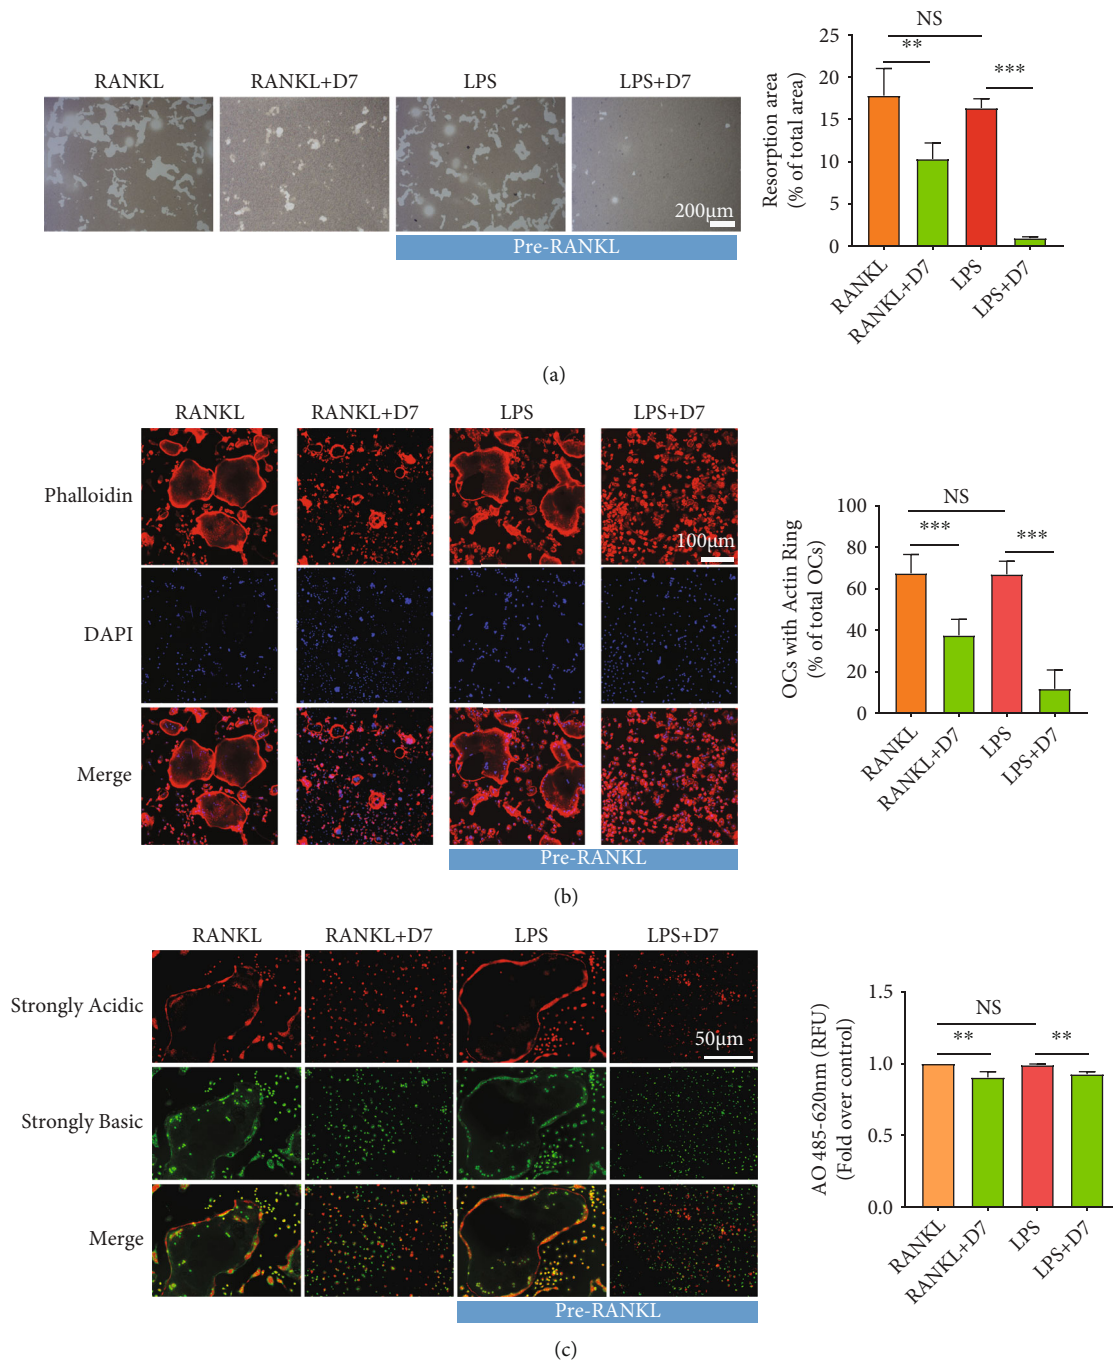 (a)
RANKL RANKL+D7 LPS LPS+D7
200μm
Pre-RANKL
Resorption area
(% of total area)
25
20
15
10
5
0
NS
**
***
RANKL
RANKL+D7
LPS
LPS+D7
(b)
RANKL RANKL+D7 LPS LPS+D7
Phalloidin
100μm
DAPI
Merge
Pre-RANKL
OCs with Actin Ring
(% of total OCs)
100
80
60
40
20
0
NS
***
***
RANKL
RANKL+D7
LPS
LPS+D7
(c)
RANKL RANKL+D7 LPS LPS+D7
Strongly Acidic
50μm
Strongly Basic
Merge
Pre-RANKL
AO 485-620nm (RFU)
(Fold over control)
1.5
1.0
0.5
0.0
NS
**
**
RANKL
RANKL+D7
LPS
LPS+D7